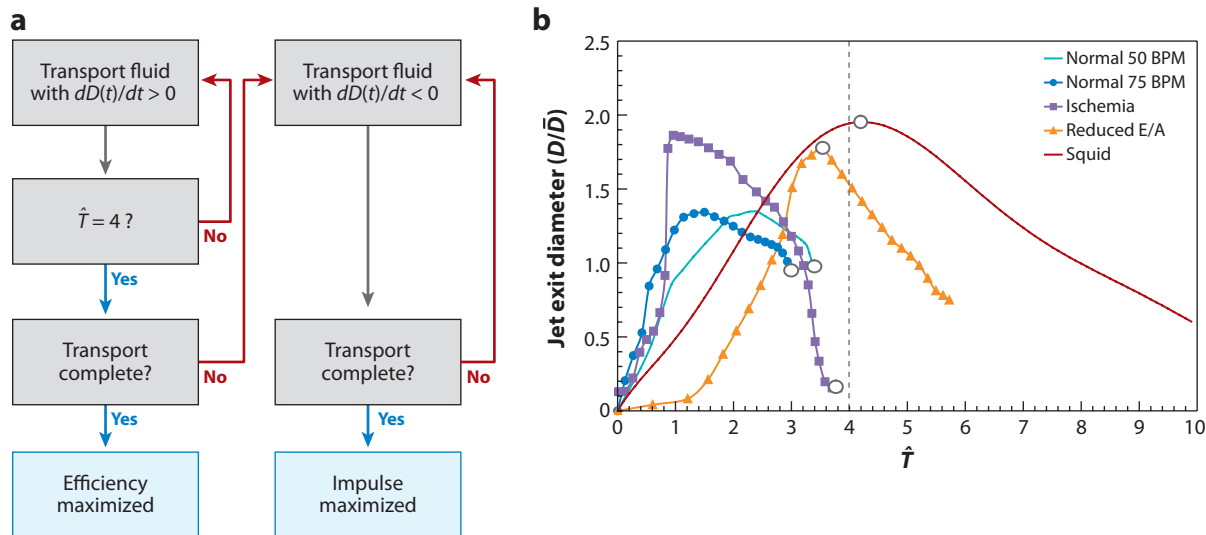 a
Transport fluid
with dD(t)/dt > 0
T̂ = 4 ?
No
Yes
Transport
complete?
No
Yes
Efficiency
maximized
Transport fluid
with dD(t)/dt < 0
Transport
complete?
No
Yes
Impulse
maximized
b
Jet exit diameter (D/D̄)
2.5
2.0
1.5
1.0
0.5
0
Normal 50 BPM
Normal 75 BPM
Ischemia
Reduced E/A
Squid
0 1 2 3 4 5 6 7 8 9 10
T̂